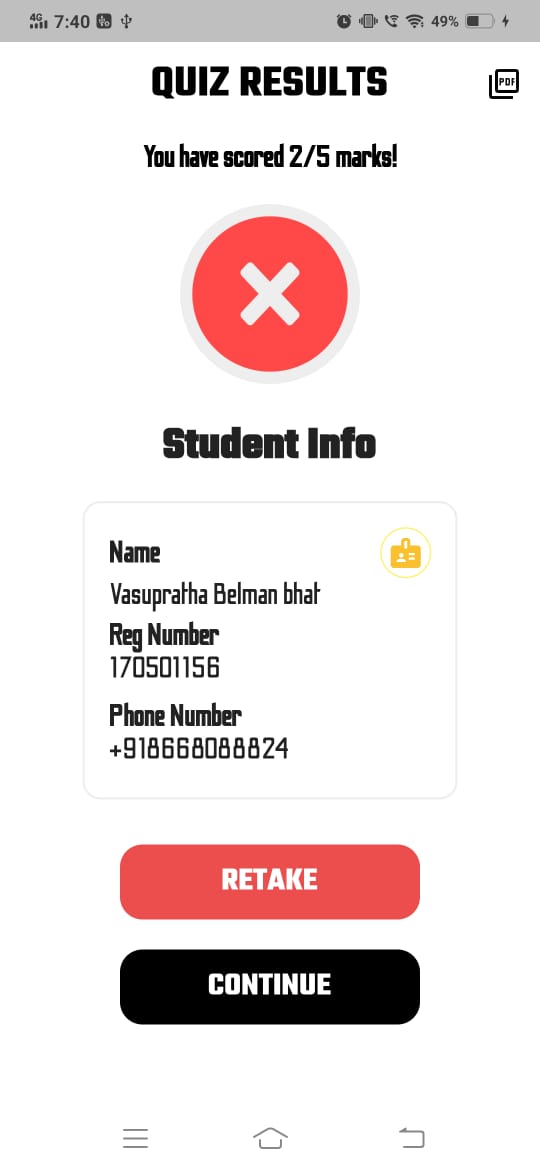 4G 7:40 49%
QUIZ RESULTS
PDF
You have scored 2/5 marks!
Student Info
Name
Vasupratha Belman bhat
Reg Number
170501156
Phone Number
+918668088824
RETAKE
CONTINUE